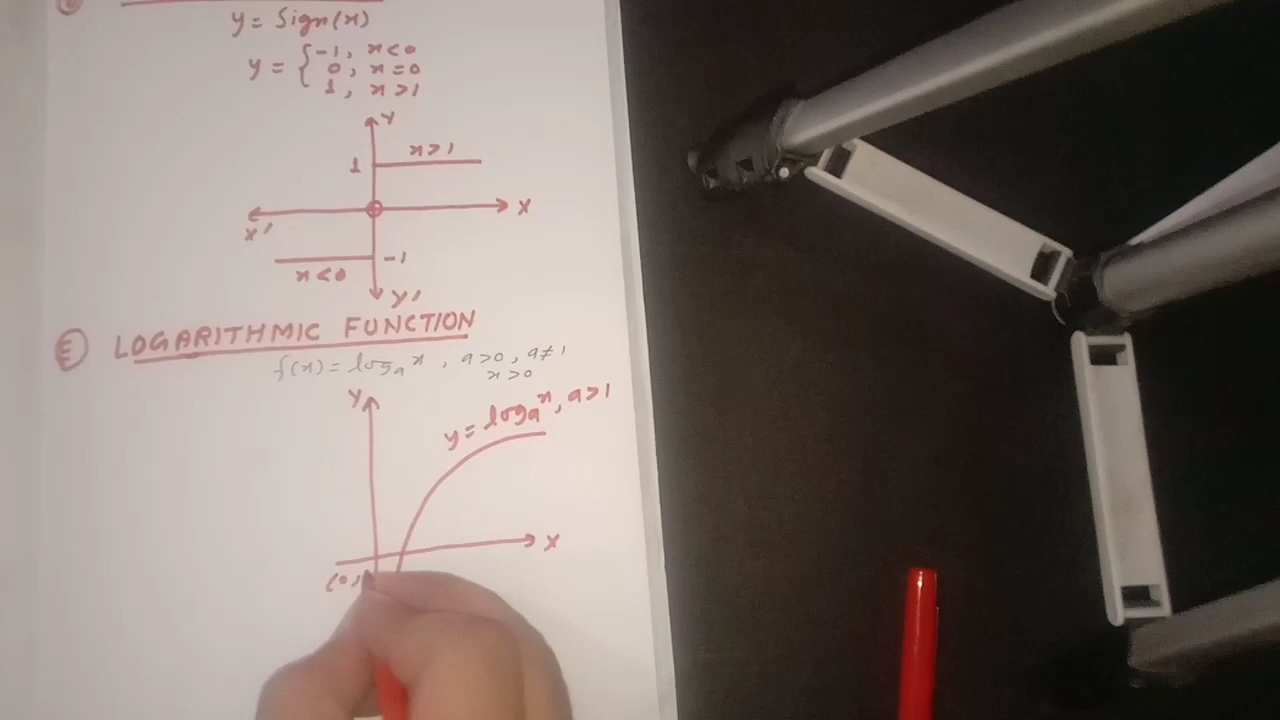 y = Sign(x)
y = { -1, x<0
0, x=0
1, x>1
Y
x>1
1
X
X'
-1
x<0
Y'
E LOGARITHMIC FUNCTION
f(x) = logₐx, a>0, a≠1
x>0
Y
y = logₐx, a>1
X
(0,